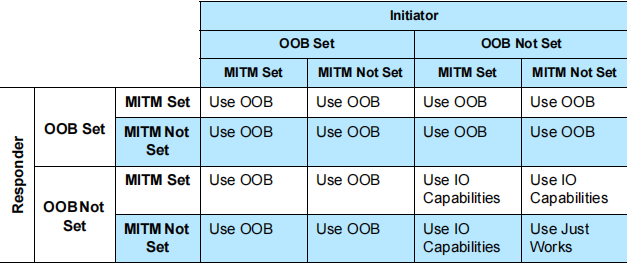 Initiator
OOB Set OOB Not Set
MITM Set MITM Not Set MITM Set MITM Not Set
Responder
OOB Set
MITM Set Use OOB Use OOB Use OOB Use OOB
MITM Not
Set
Use OOB Use OOB Use OOB Use OOB
OOB Not
Set
MITM Set Use OOB Use OOB Use IO
Capabilities
Use IO
Capabilities
MITM Not
Set
Use OOB Use OOB Use IO
Capabilities
Use Just
Works